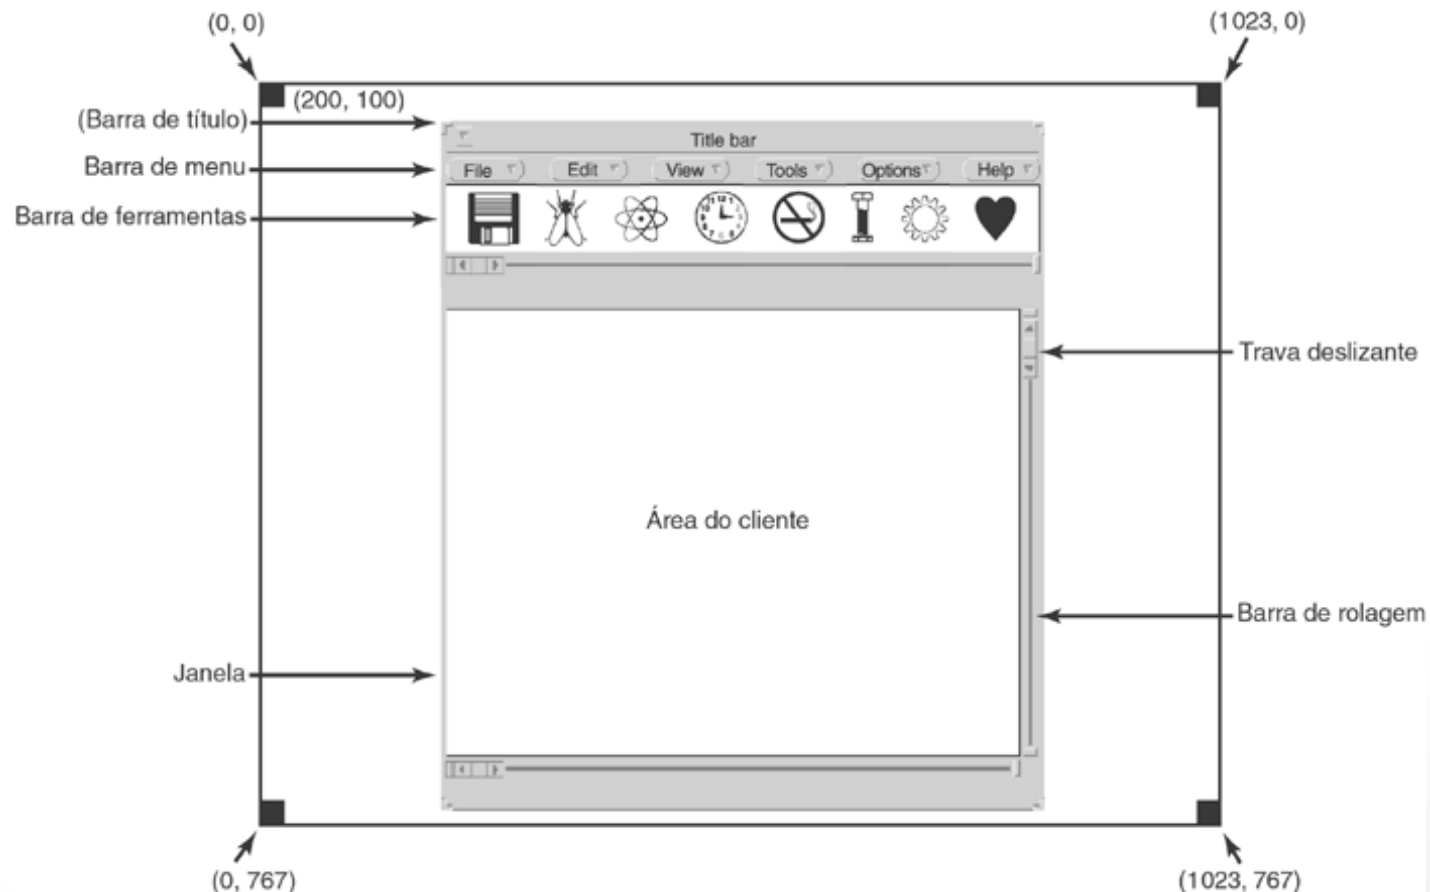 (0, 0)
(1023, 0)
(200, 100)
(Barra de título)
Title bar
Barra de menu
File Edit View Tools Options Help
Barra de ferramentas
Trava deslizante
Área do cliente
Barra de rolagem
Janela
(0, 767)
(1023, 767)